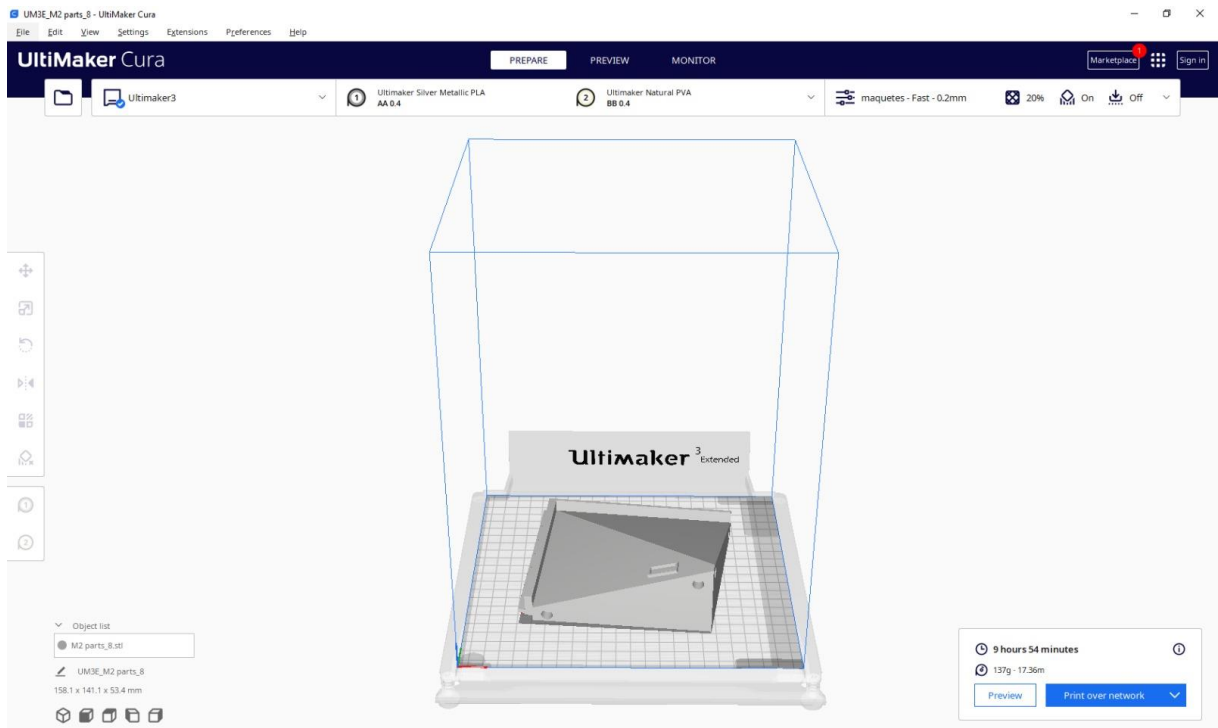 UM3E_M2 parts_8 - UltiMaker Cura
File Edit View Settings Extensions Preferences Help
UltiMaker Cura PREPARE PREVIEW MONITOR Marketplace 1 Sign in
Ultimaker3
1 Ultimaker Silver Metallic PLA
AA 0.4
2 Ultimaker Natural PVA
BB 0.4
maquetes - Fast - 0.2mm 20% On Off
Ultimaker 3 Extended
1
2
Object list
M2 parts_8.stl
UM3E_M2 parts_8
158.1 x 141.1 x 53.4 mm
9 hours 54 minutes
137g · 17.36m
Preview Print over network